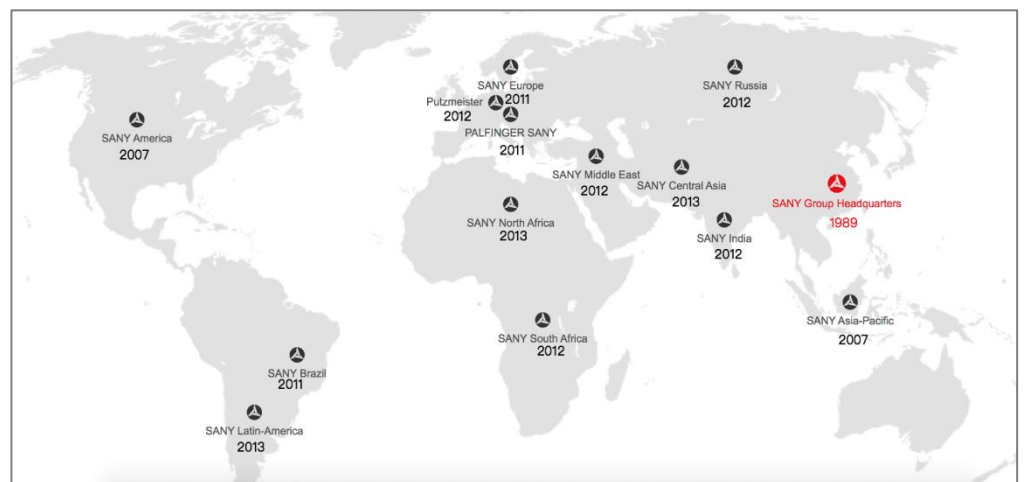 SANY Europe
2011
Putzmeister
2012
PALFINGER SANY
2011
SANY Russia
2012
SANY America
2007
SANY Middle East
2012
SANY Central Asia
2013
SANY Group Headquarters
1989
SANY North Africa
2013
SANY India
2012
SANY Asia-Pacific
2007
SANY South Africa
2012
SANY Brazil
2011
SANY Latin-America
2013